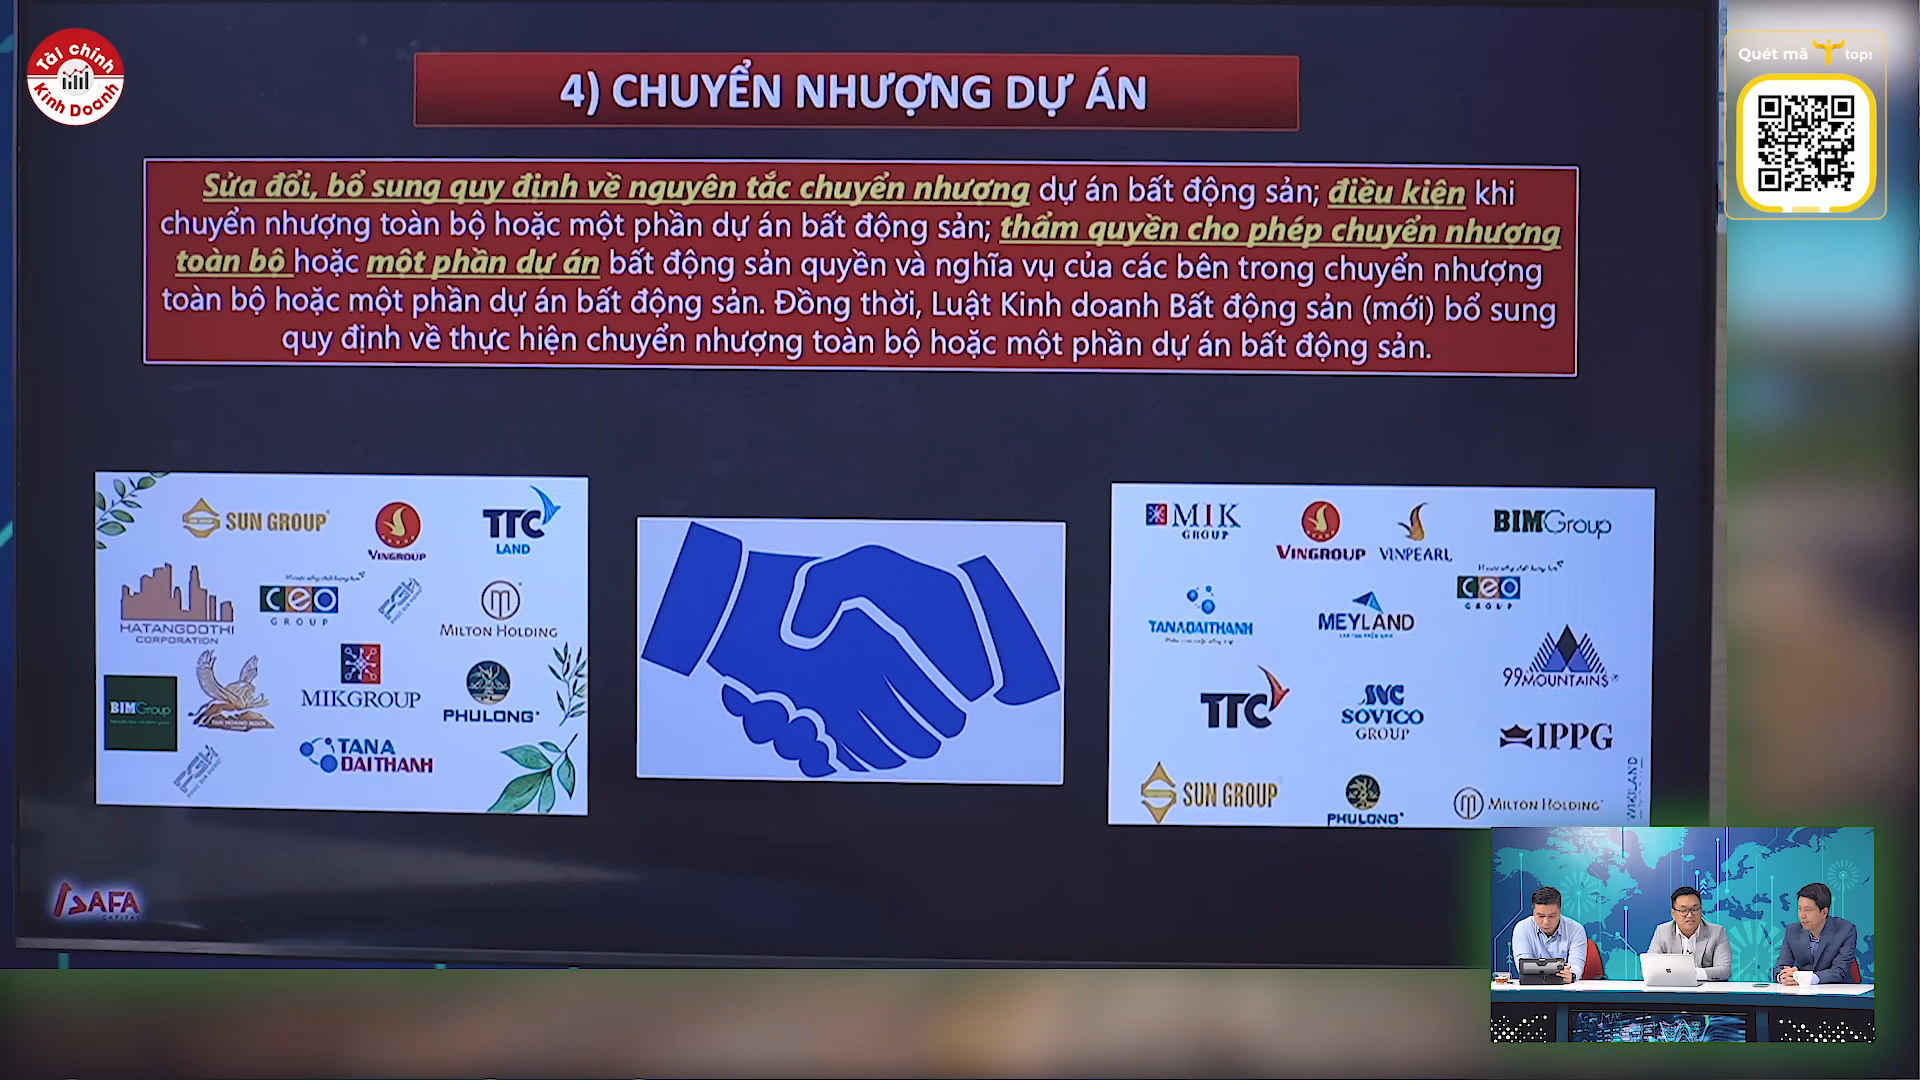 Tài chính
Kinh Doanh
Quét mã topi
4) CHUYỂN NHƯỢNG DỰ ÁN
Sửa đổi, bổ sung quy định về nguyên tắc chuyển nhượng dự án bất động sản; điều kiện khi
chuyển nhượng toàn bộ hoặc một phần dự án bất động sản; thẩm quyền cho phép chuyển nhượng
toàn bộ hoặc một phần dự án bất động sản quyền và nghĩa vụ của các bên trong chuyển nhượng
toàn bộ hoặc một phần dự án bất động sản. Đồng thời, Luật Kinh doanh Bất động sản (mới) bổ sung
quy định về thực hiện chuyển nhượng toàn bộ hoặc một phần dự án bất động sản.
SUN GROUP
VINGROUP
TTC
LAND
HATANGDOTHI
CORPORATION
CEO
GROUP
MILTON HOLDING
BIMGroup
MIKGROUP
PHULONG
TANA
DAITHANH
MIK
GROUP
VINGROUP
VINPEARL
BIMGroup
TANADAITHANH
MEYLAND
CEO
GROUP
99MOUNTAINS
TTC
SVC
SOVICO
GROUP
IPPG
SUN GROUP
PHULONG
MILTON HOLDING
WIKILAND
AFA
CAPITAL